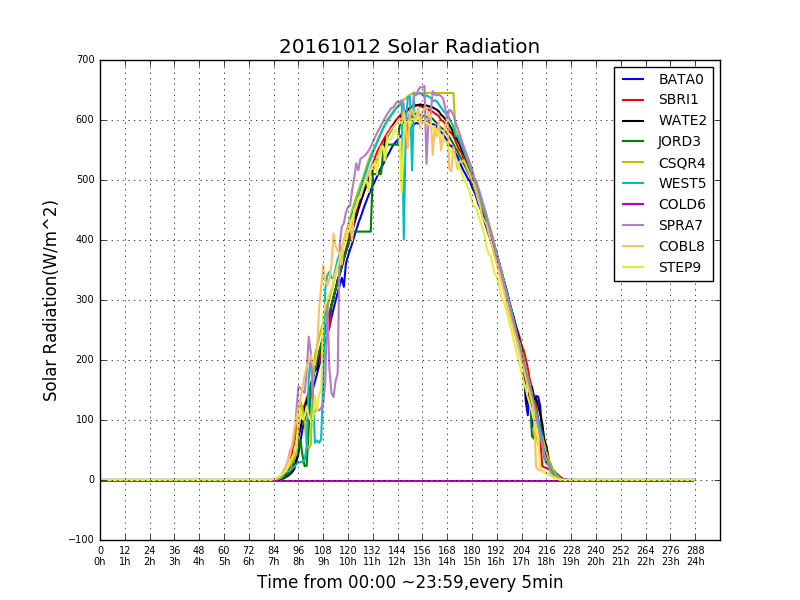 20161012 Solar Radiation
700
600
500
400
300
200
100
0
−100
Solar Radiation(W/m^2)
BATA0
SBRI1
WATE2
JORD3
CSQR4
WEST5
COLD6
SPRA7
COBL8
STEP9
0 12 24 36 48 60 72 84 96 108 120 132 144 156 168 180 192 204 216 228 240 252 264 276 288
0h 1h 2h 3h 4h 5h 6h 7h 8h 9h 10h 11h 12h 13h 14h 15h 16h 17h 18h 19h 20h 21h 22h 23h 24h
Time from 00:00 ~23:59,every 5min